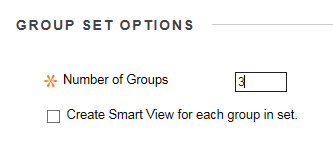 GROUP SET OPTIONS
* Number of Groups 3
Create Smart View for each group in set.